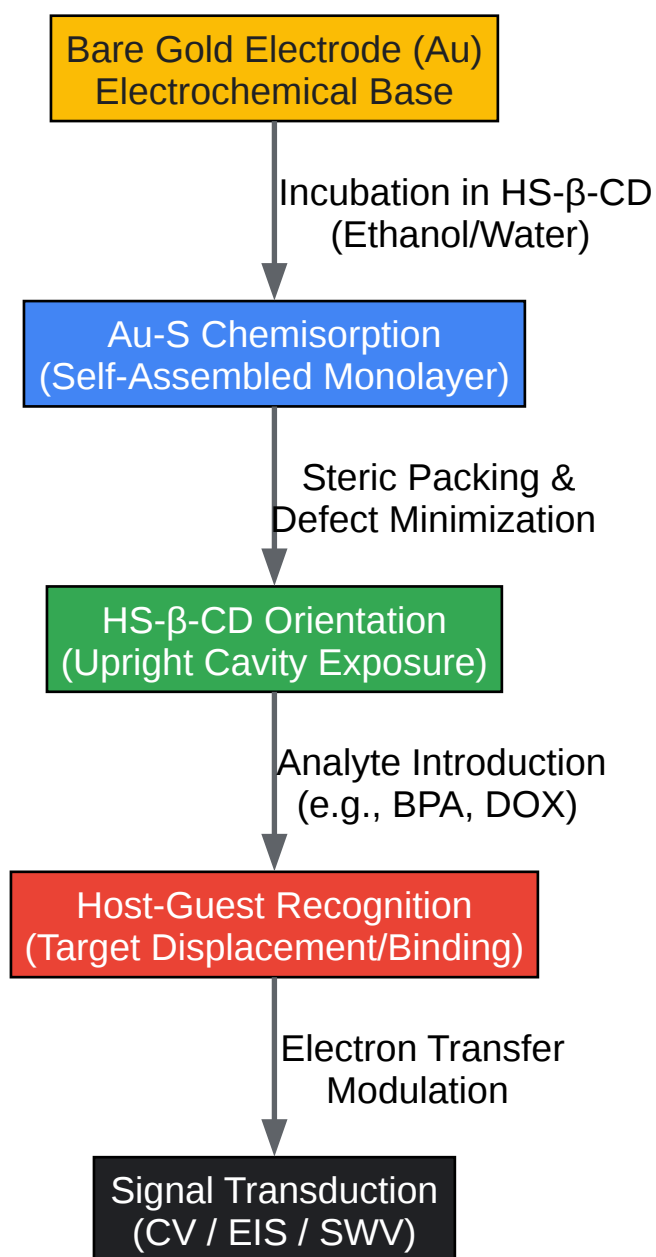 Bare Gold Electrode (Au)
Electrochemical Base
Incubation in HS-β-CD
(Ethanol/Water)
Au-S Chemisorption
(Self-Assembled Monolayer)
Steric Packing &
Defect Minimization
HS-β-CD Orientation
(Upright Cavity Exposure)
Analyte Introduction
(e.g., BPA, DOX)
Host-Guest Recognition
(Target Displacement/Binding)
Electron Transfer
Modulation
Signal Transduction
(CV / EIS / SWV)